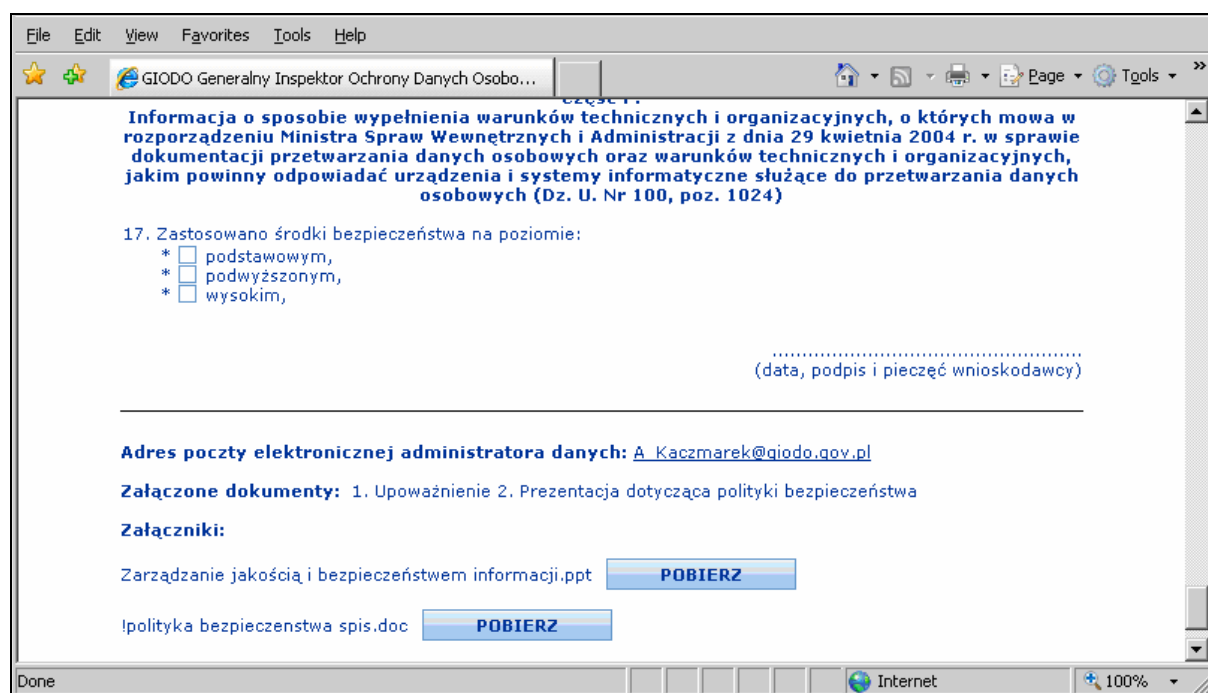 File Edit View Favorites Tools Help
GIODO Generalny Inspektor Ochrony Danych Osobo... Page Tools »
Informacja o sposobie wypełnienia warunków technicznych i organizacyjnych, o których mowa w
rozporządzeniu Ministra Spraw Wewnętrznych i Administracji z dnia 29 kwietnia 2004 r. w sprawie
dokumentacji przetwarzania danych osobowych oraz warunków technicznych i organizacyjnych,
jakim powinny odpowiadać urządzenia i systemy informatyczne służące do przetwarzania danych
osobowych (Dz. U. Nr 100, poz. 1024)
17. Zastosowano środki bezpieczeństwa na poziomie:
* podstawowym,
* podwyższonym,
* wysokim,
....................................................
(data, podpis i pieczęć wnioskodawcy)
Adres poczty elektronicznej administratora danych: A_Kaczmarek@giodo.gov.pl
Załączone dokumenty: 1. Upoważnienie 2. Prezentacja dotycząca polityki bezpieczeństwa
Załączniki:
Zarządzanie jakością i bezpieczeństwem informacji.ppt POBIERZ
!polityka bezpieczenstwa spis.doc POBIERZ
Done Internet 100%